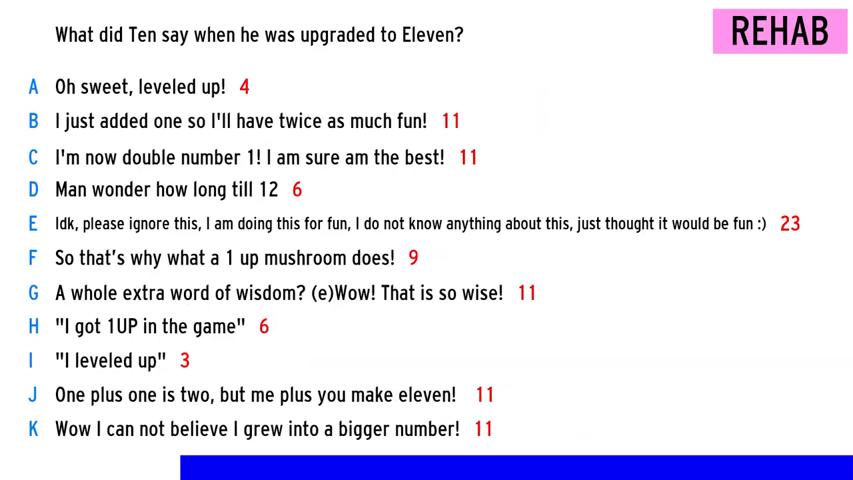 What did Ten say when he was upgraded to Eleven?
REHAB
A Oh sweet, leveled up! 4
B I just added one so I'll have twice as much fun! 11
C I'm now double number 1! I am sure am the best! 11
D Man wonder how long till 12 6
E Idk, please ignore this, I am doing this for fun, I do not know anything about this, just thought it would be fun :) 23
F So that's why what a 1 up mushroom does! 9
G A whole extra word of wisdom? (e)Wow! That is so wise! 11
H "I got 1UP in the game" 6
I "I leveled up" 3
J One plus one is two, but me plus you make eleven! 11
K Wow I can not believe I grew into a bigger number! 11